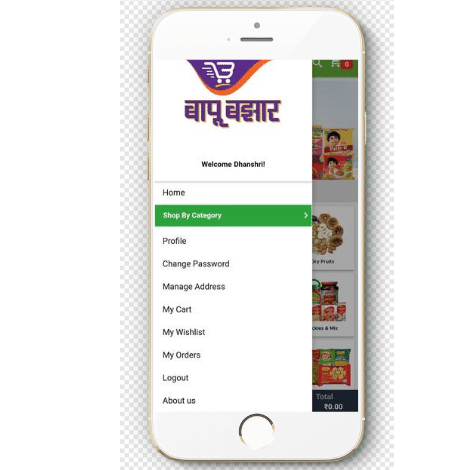 0
बापू बझार
Welcome Dhanshri!
Home
Shop By Category
Profile
Change Password
Manage Address
My Cart
My Wishlist
My Orders
Logout
About us
Dry Fruits
ckles & Mix
Total
₹0.00